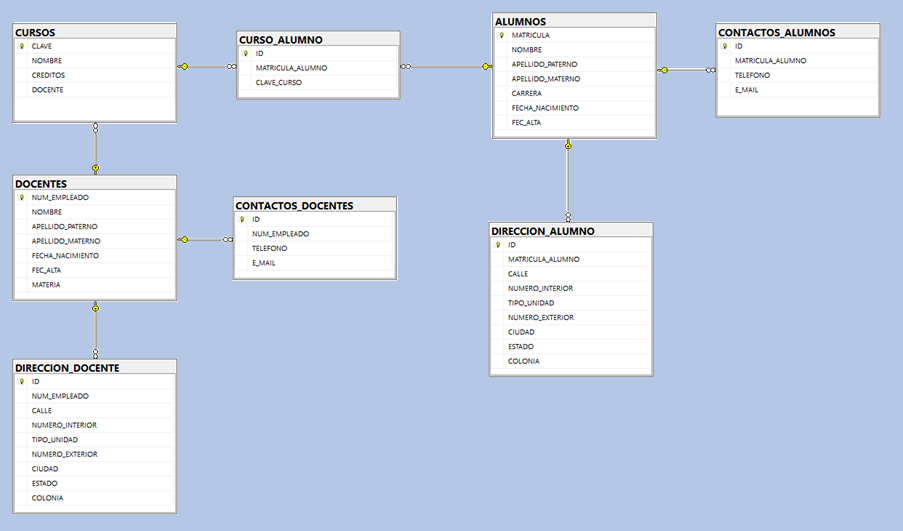 CURSOS
CLAVE
NOMBRE
CREDITOS
DOCENTE
CURSO_ALUMNO
ID
MATRICULA_ALUMNO
CLAVE_CURSO
ALUMNOS
MATRICULA
NOMBRE
APELLIDO_PATERNO
APELLIDO_MATERNO
CARRERA
FECHA_NACIMIENTO
FEC_ALTA
CONTACTOS_ALUMNOS
ID
MATRICULA_ALUMNO
TELEFONO
E_MAIL
DOCENTES
NUM_EMPLEADO
NOMBRE
APELLIDO_PATERNO
APELLIDO_MATERNO
FECHA_NACIMIENTO
FEC_ALTA
MATERIA
CONTACTOS_DOCENTES
ID
NUM_EMPLEADO
TELEFONO
E_MAIL
DIRECCION_ALUMNO
ID
MATRICULA_ALUMNO
CALLE
NUMERO_INTERIOR
TIPO_UNIDAD
NUMERO_EXTERIOR
CIUDAD
ESTADO
COLONIA
DIRECCION_DOCENTE
ID
NUM_EMPLEADO
CALLE
NUMERO_INTERIOR
TIPO_UNIDAD
NUMERO_EXTERIOR
CIUDAD
ESTADO
COLONIA